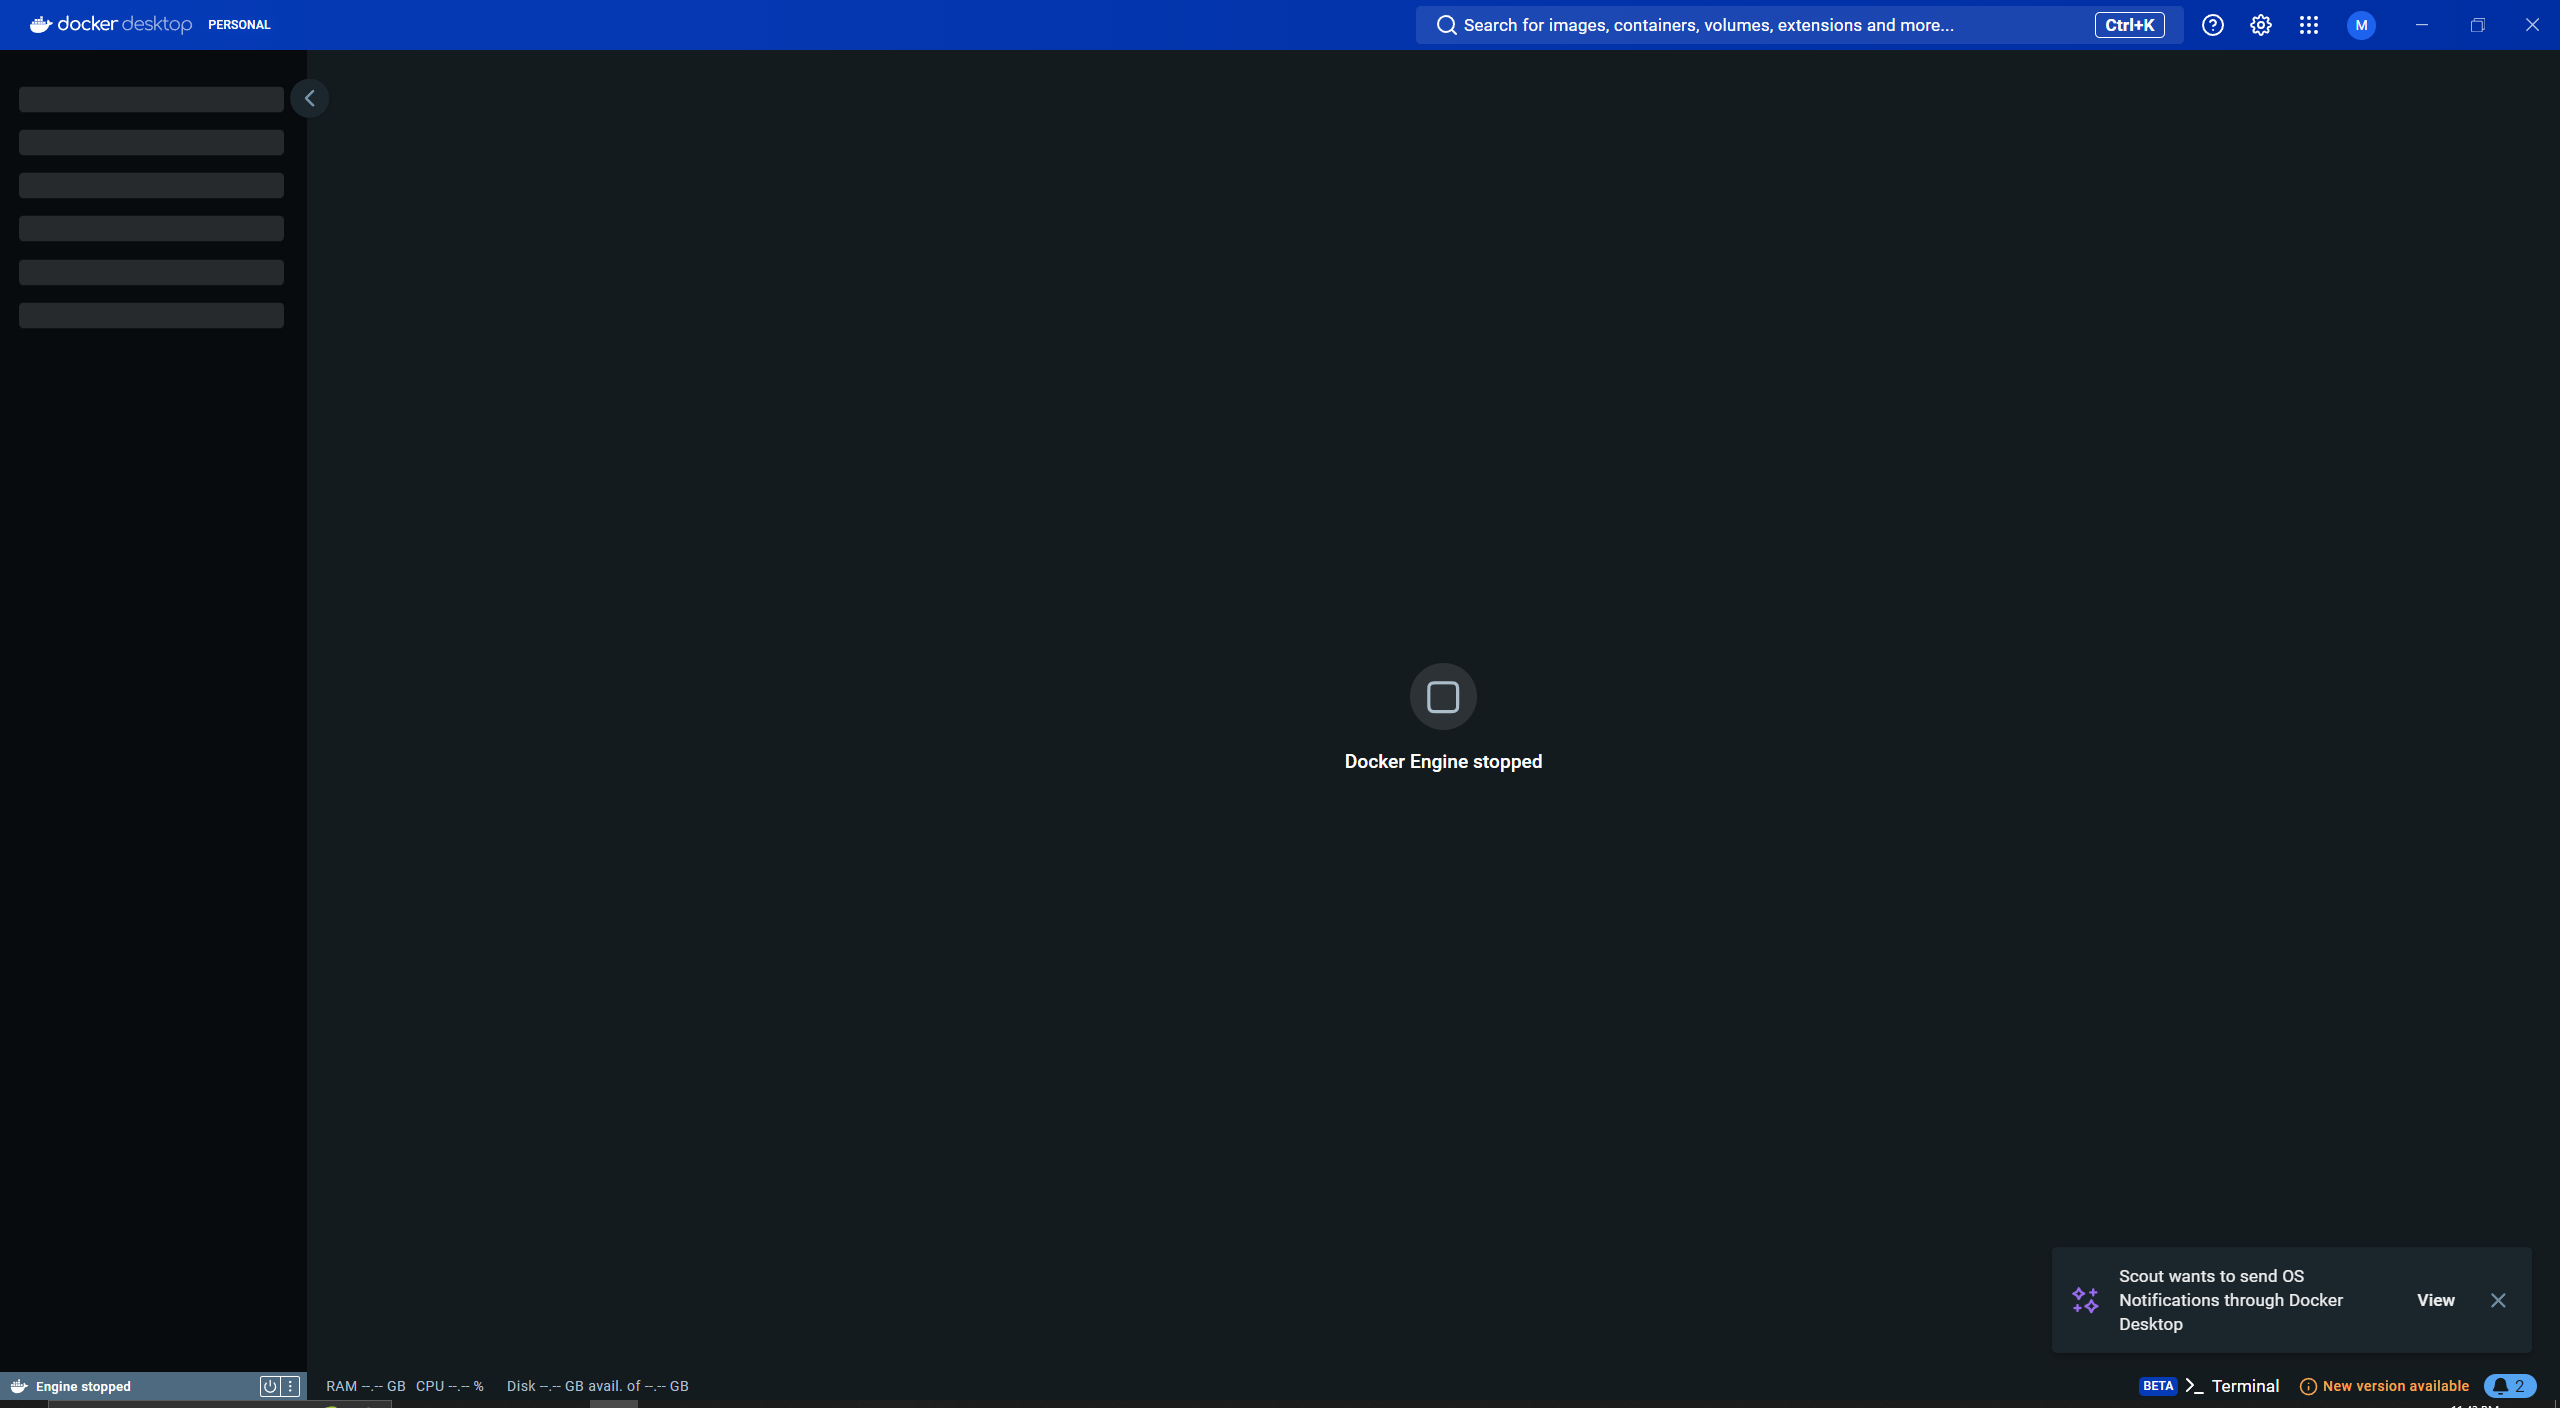 docker desktop PERSONAL
Search for images, containers, volumes, extensions and more... Ctrl+K
M
Docker Engine stopped
Scout wants to send OS
Notifications through Docker
Desktop
View
Engine stopped
RAM --.-- GB CPU --.-- % Disk --.-- GB avail. of --.-- GB
BETA >_ Terminal
New version available
2